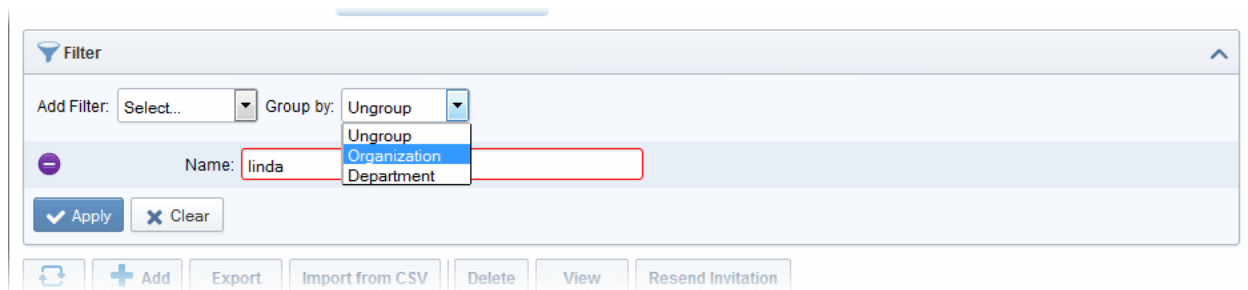 Filter
Add Filter: Select... Group by: Ungroup
Ungroup
Name: linda Organization
Department
Apply Clear
Add Export Import from CSV Delete View Resend Invitation